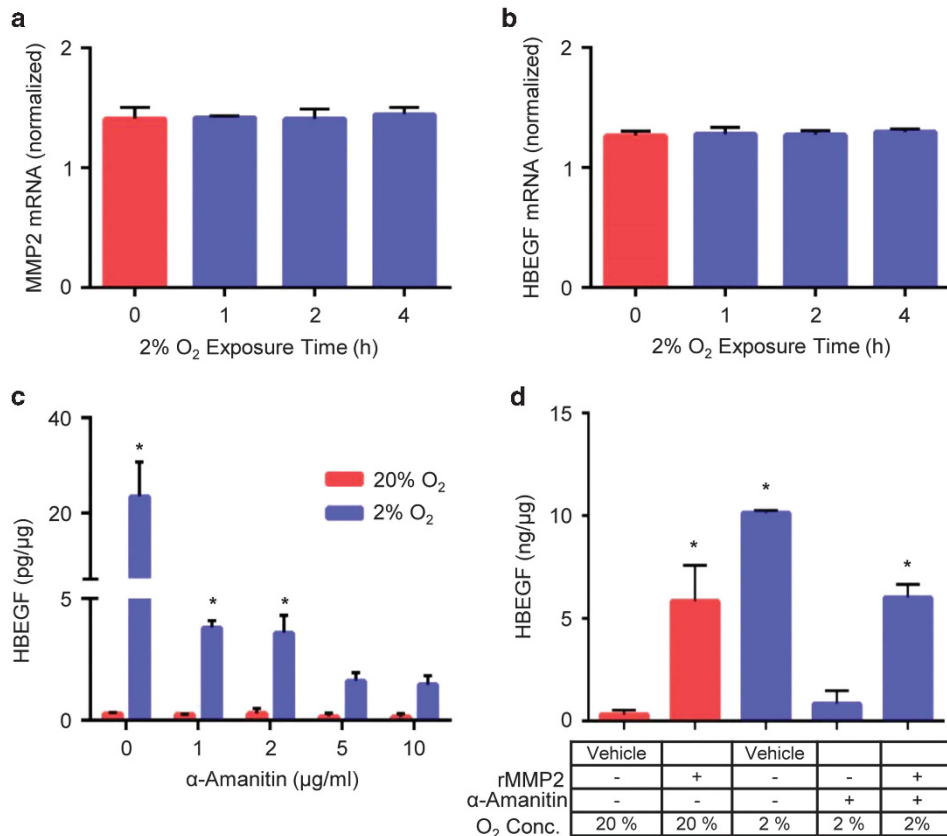 a
MMP2 mRNA (normalized)
2
1
0
0 1 2 4
2% O₂ Exposure Time (h)
b
HBEGF mRNA (normalized)
2
1
0
0 1 2 4
2% O₂ Exposure Time (h)
c
HBEGF (pg/µg)
40
20
5
0
*
*
*
20% O₂
2% O₂
0 1 2 5 10
α-Amanitin (µg/ml)
d
HBEGF (ng/µg)
15
10
5
0
*
*
*
Vehicle Vehicle
rMMP2 - + - - +
α-Amanitin - - - + +
O₂ Conc. 20 % 20 % 2 % 2 % 2%